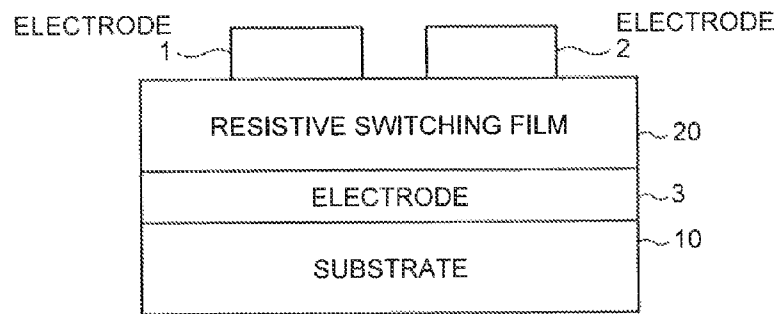 ELECTRODE
1
ELECTRODE
2
RESISTIVE SWITCHING FILM
20
ELECTRODE
3
10
SUBSTRATE